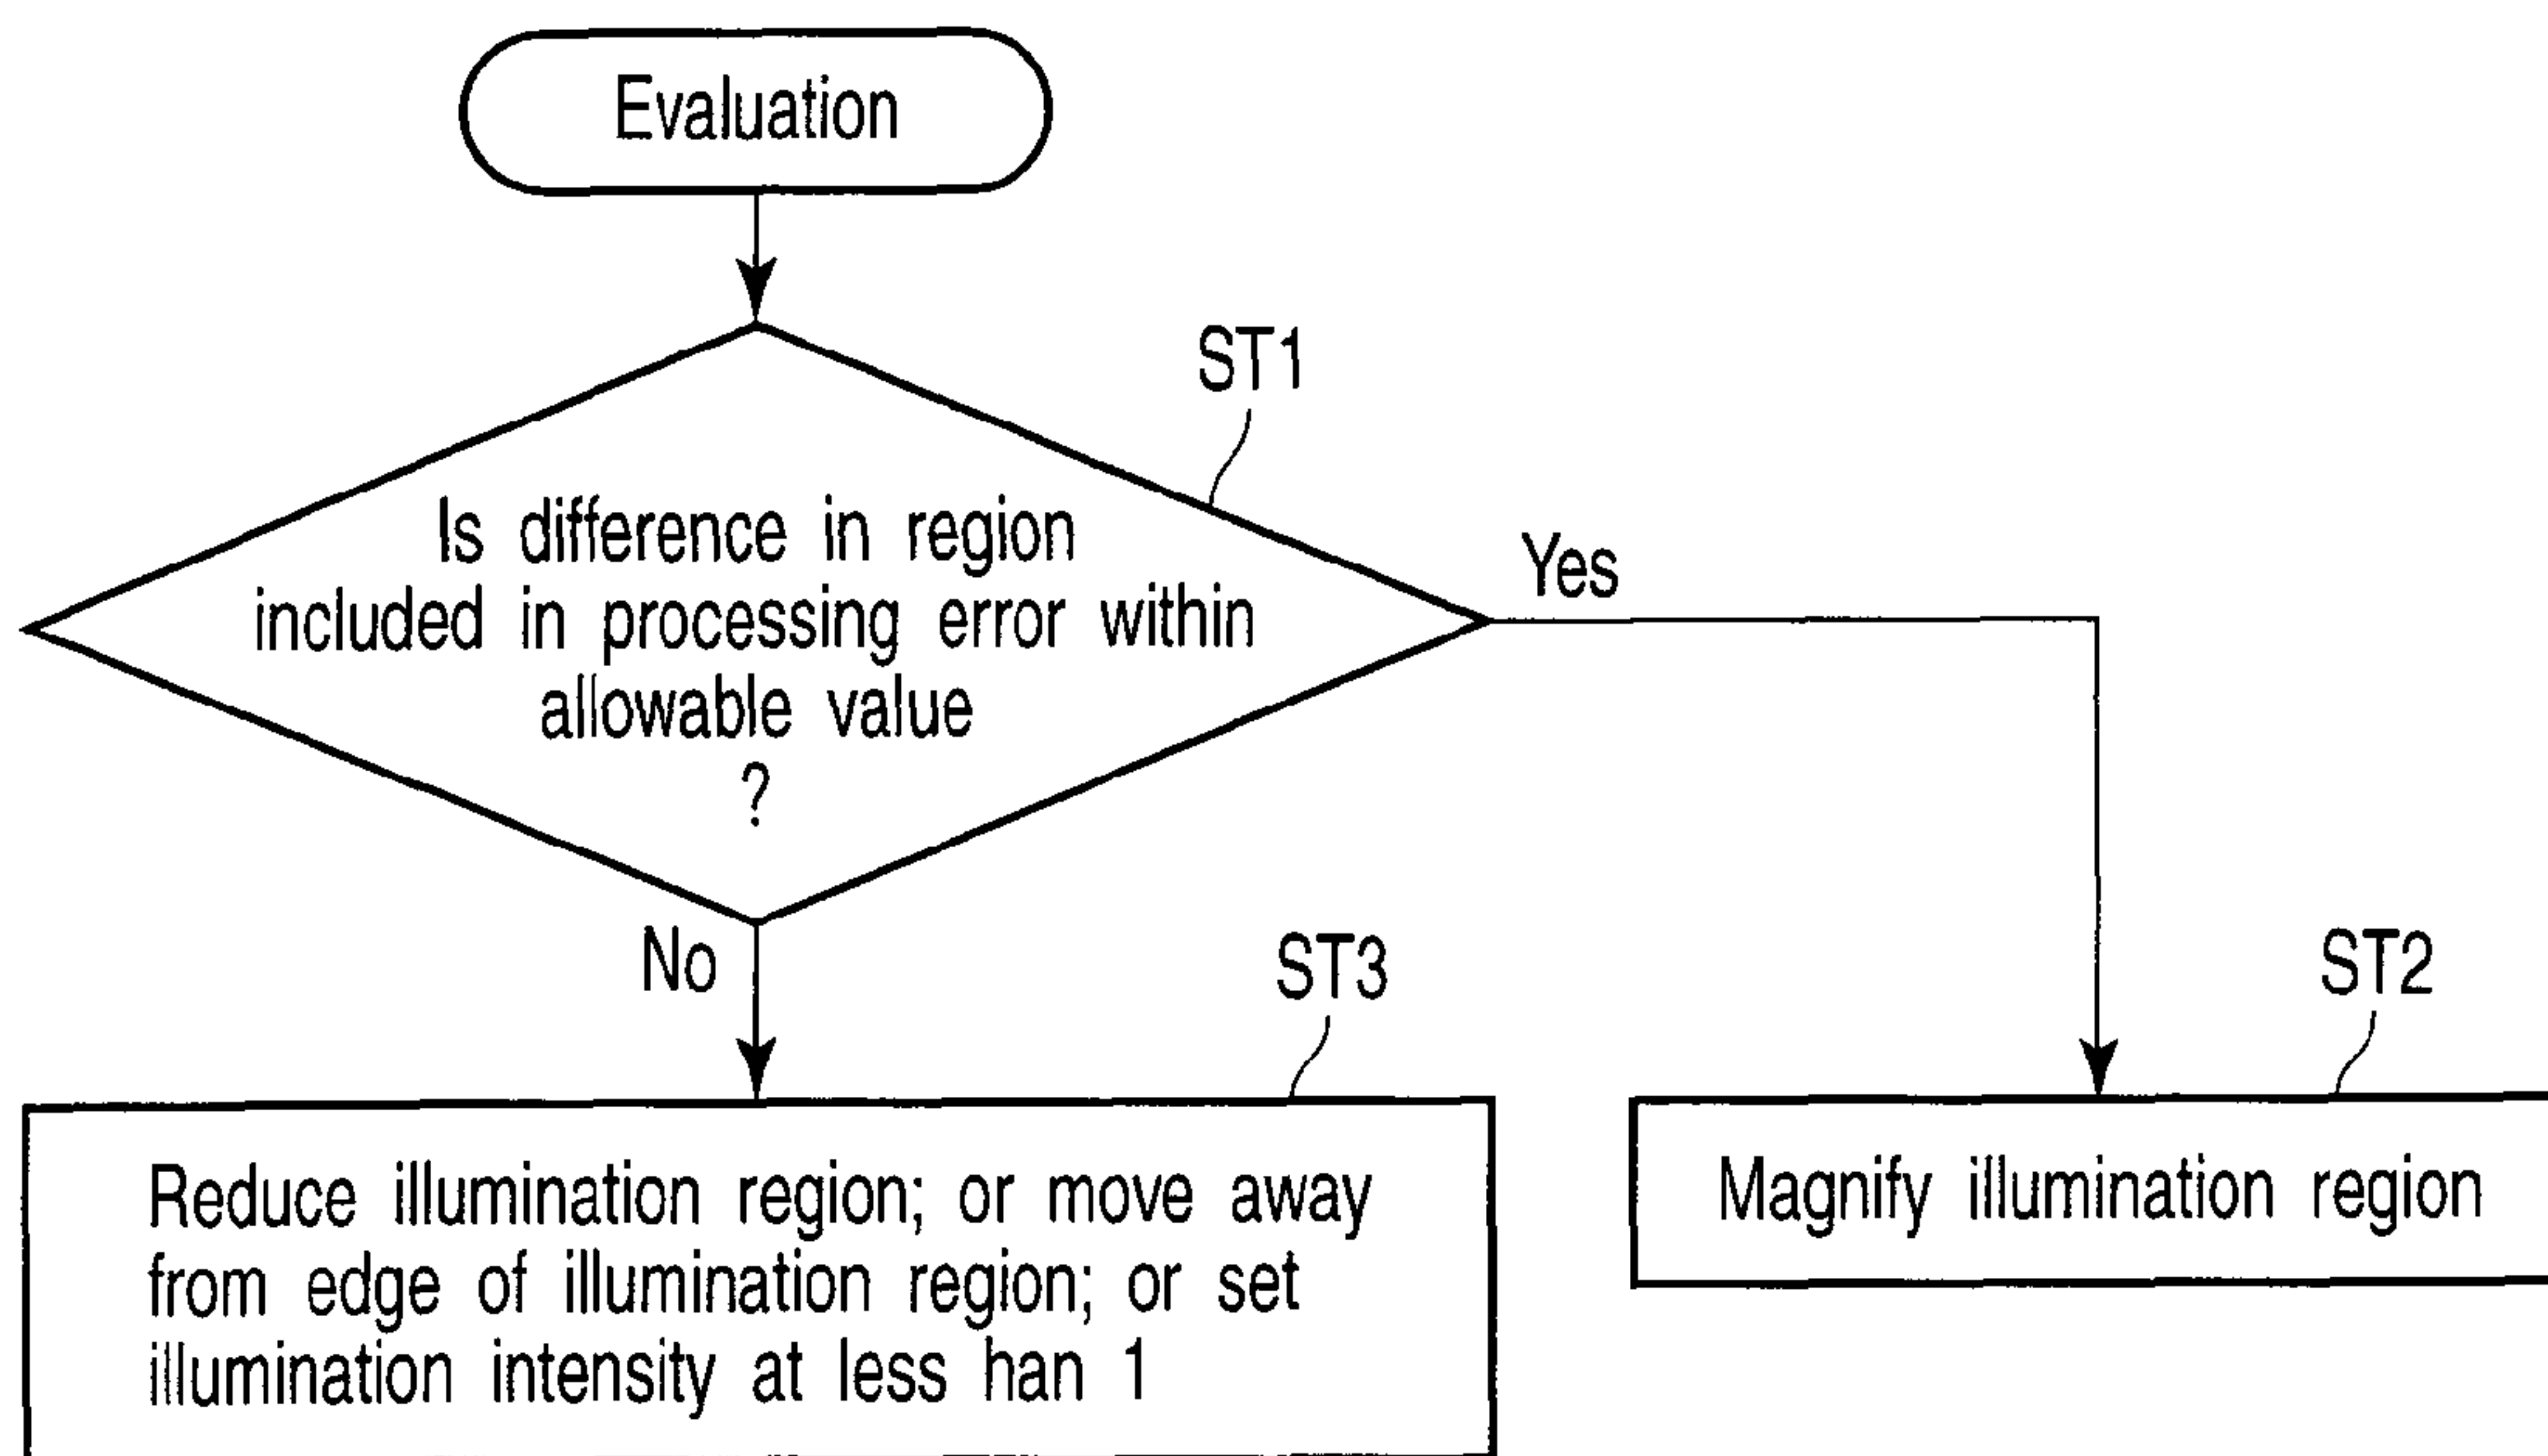 Evaluation
ST1
Is difference in region
included in processing error within
allowable value
?
Yes
No
ST3
ST2
Reduce illumination region; or move away
from edge of illumination region; or set
illumination intensity at less han 1
Magnify illumination region